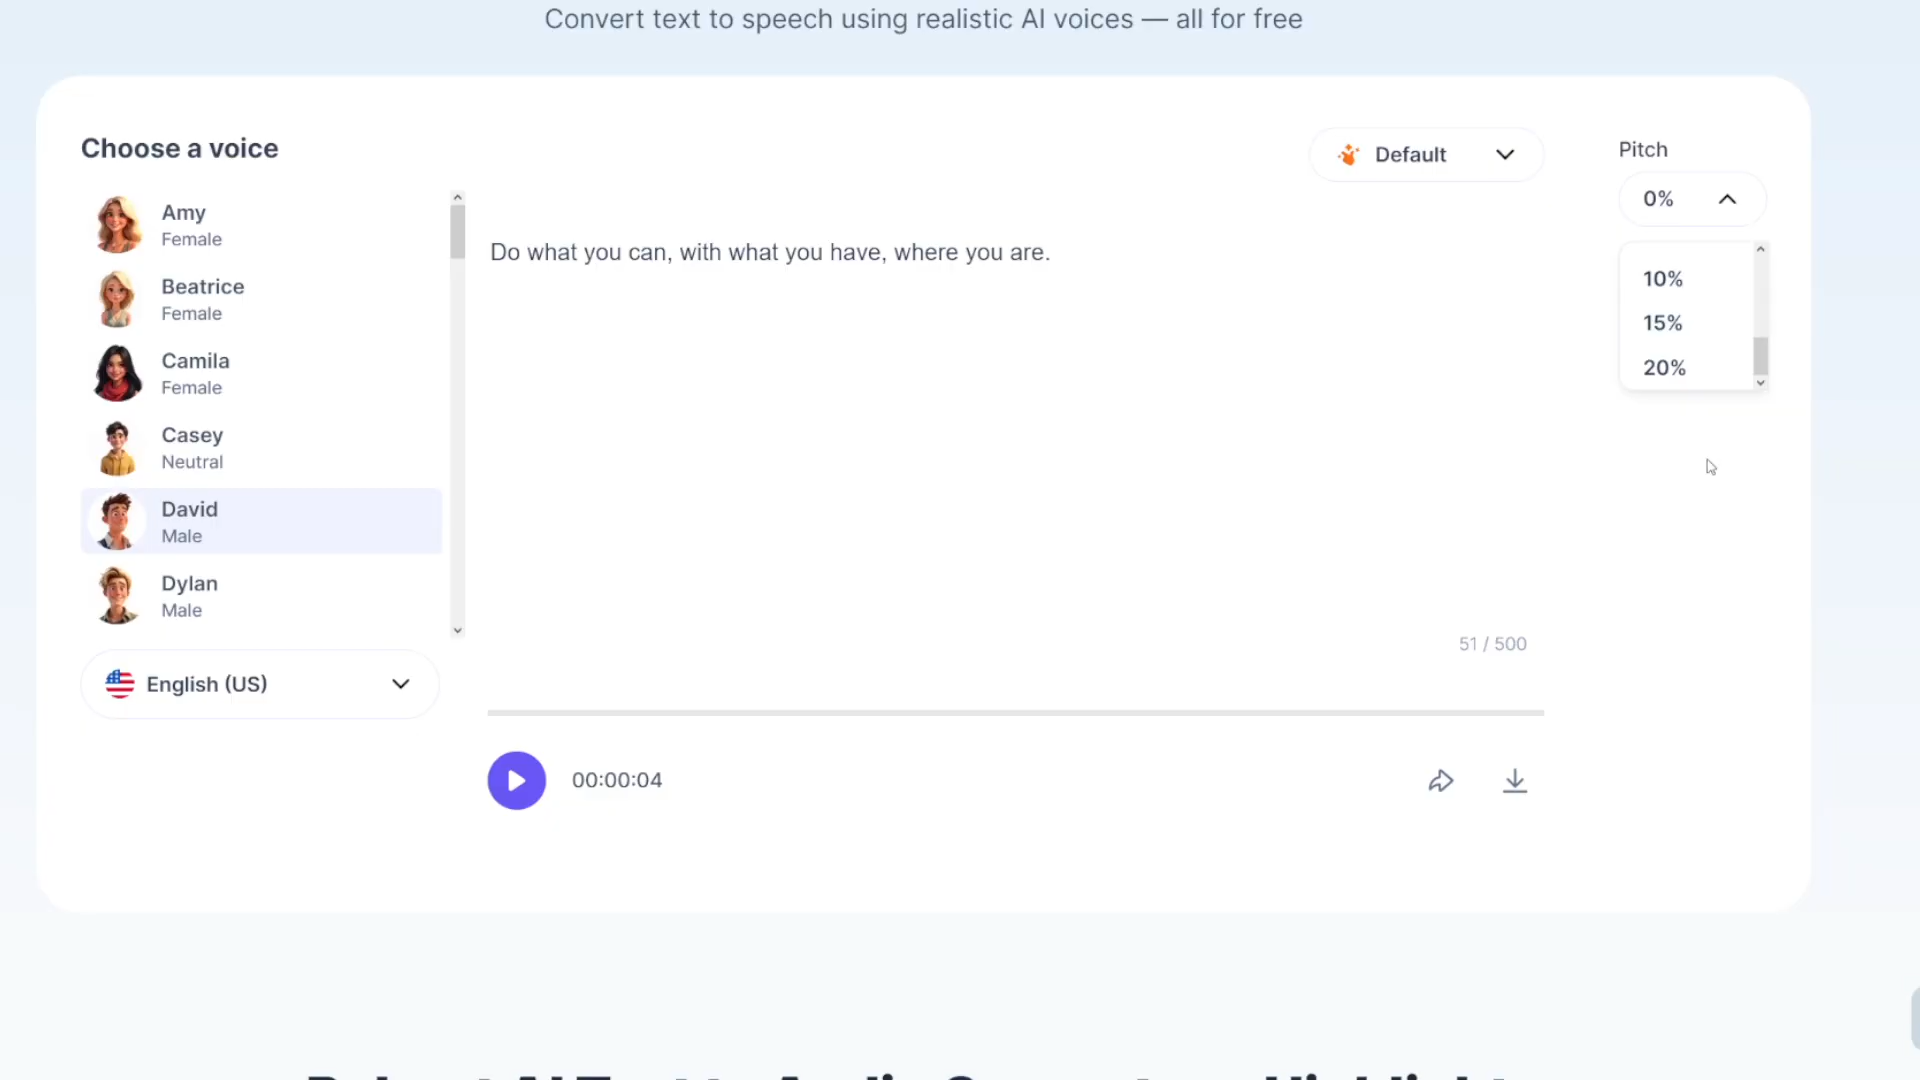 Convert text to speech using realistic AI voices — all for free
Choose a voice
Amy
Female
Beatrice
Female
Camila
Female
Casey
Neutral
David
Male
Dylan
Male
English (US)
Default
Do what you can, with what you have, where you are.
51 / 500
00:00:04
Pitch
0%
10%
15%
20%